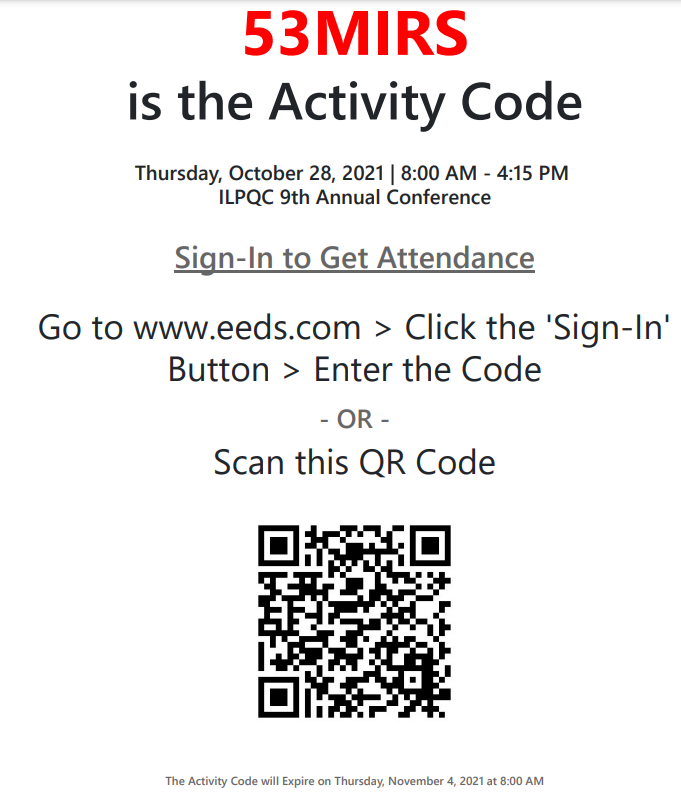 53MIRS
is the Activity Code
Thursday, October 28, 2021 | 8:00 AM - 4:15 PM
ILPQC 9th Annual Conference
Sign-In to Get Attendance
Go to www.eeds.com > Click the 'Sign-In'
Button > Enter the Code
- OR -
Scan this QR Code
The Activity Code will Expire on Thursday, November 4, 2021 at 8:00 AM